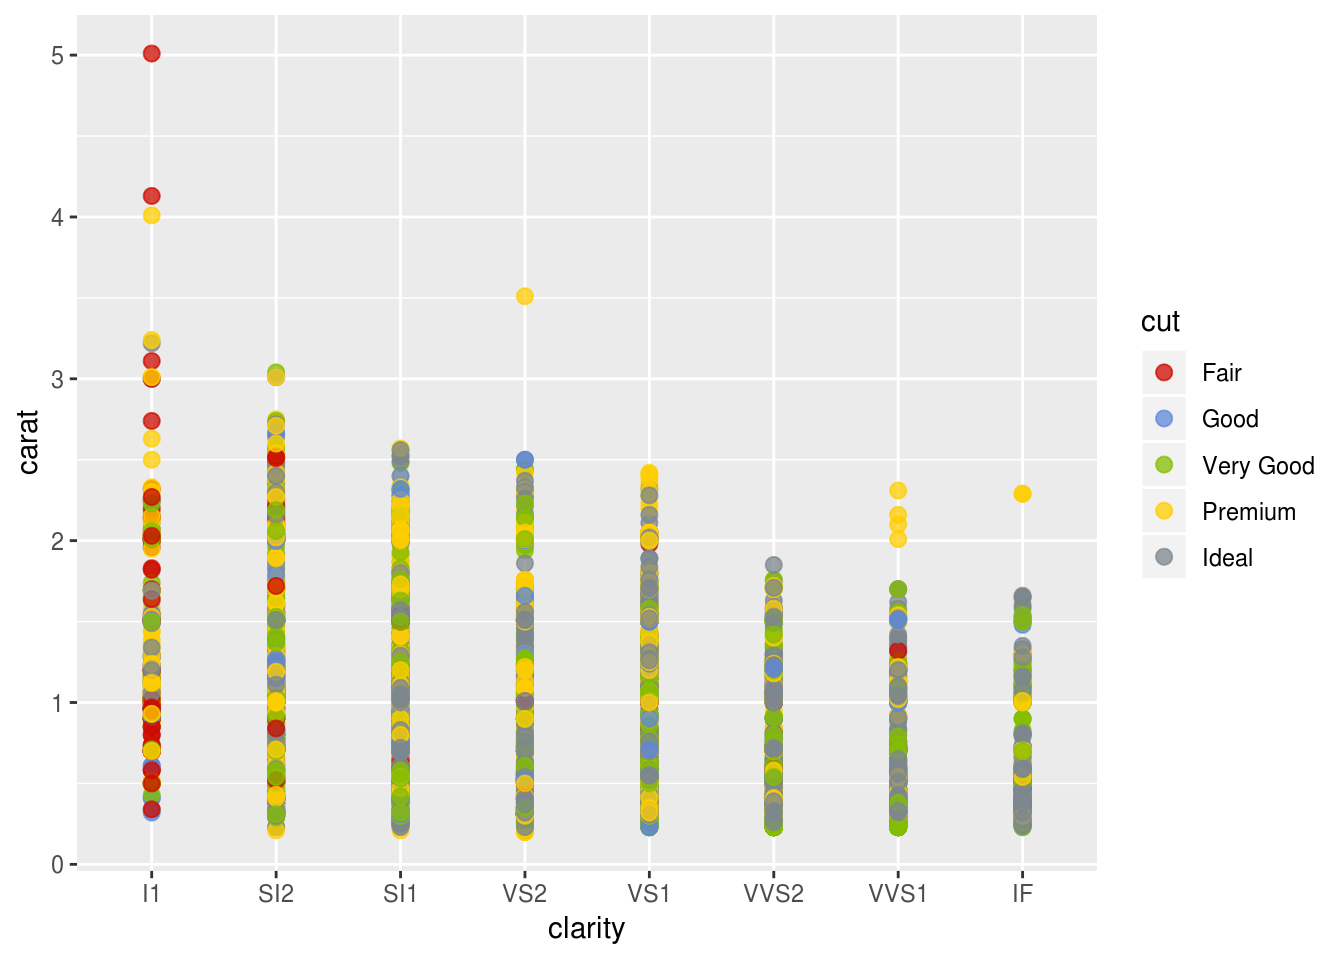 5
4
3
2
1
0
carat
I1 SI2 SI1 VS2 VS1 VVS2 VVS1 IF
clarity
cut
Fair
Good
Very Good
Premium
Ideal